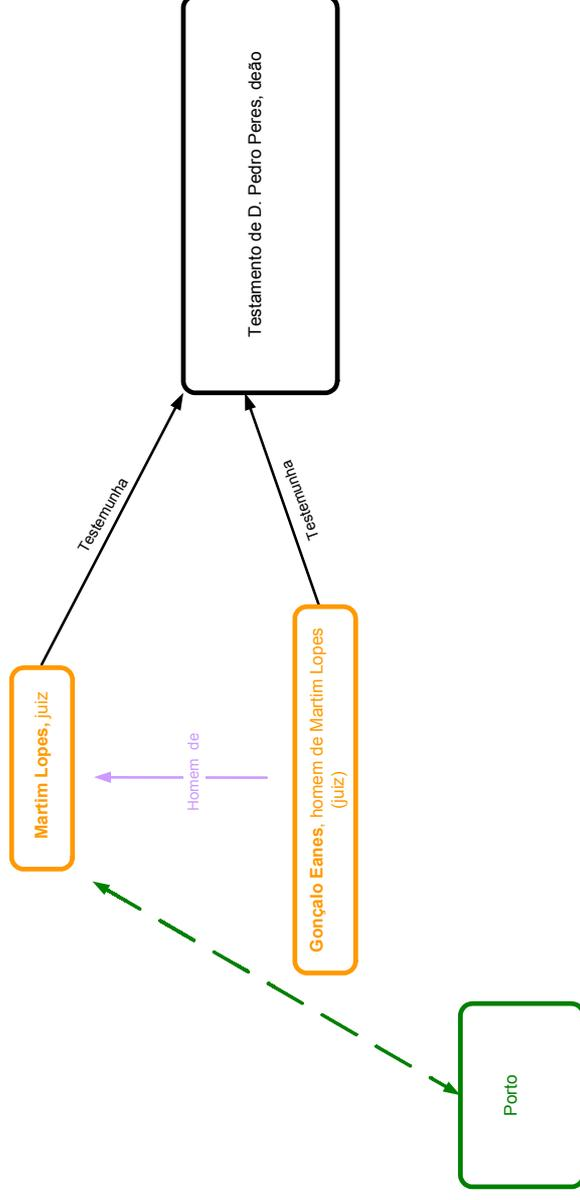 Martim Lopes, juiz
Testemunha
Homem de
Testamento de D. Pedro Peres, deão
Gonçalo Eanes, homem de Martim Lopes
(juiz)
Testemunha
Porto